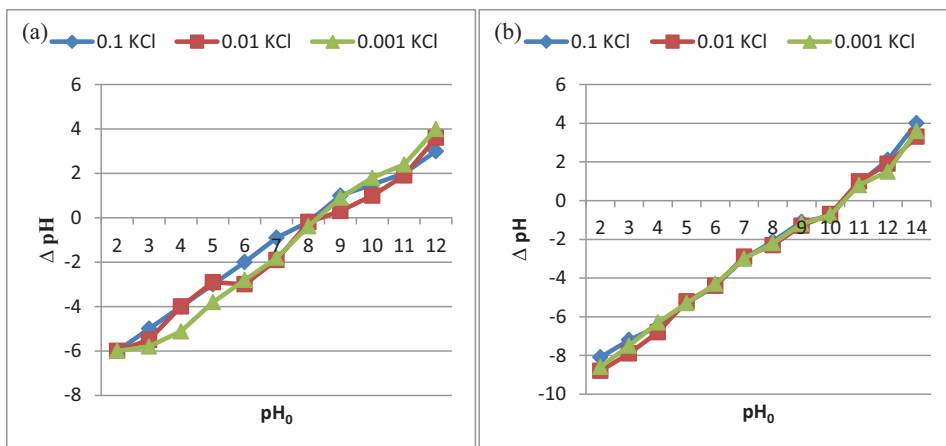 (a)
0.1 KCl 0.01 KCl 0.001 KCl
6
4
2
0
-2
-4
-6
-8
Δ pH
2 3 4 5 6 7 8 9 10 11 12
pH₀
(b)
0.1 KCl 0.01 KCl 0.001 KCl
6
4
2
0
-2
-4
-6
-8
-10
Δ pH
2 3 4 5 6 7 8 9 10 11 12 14
pH₀